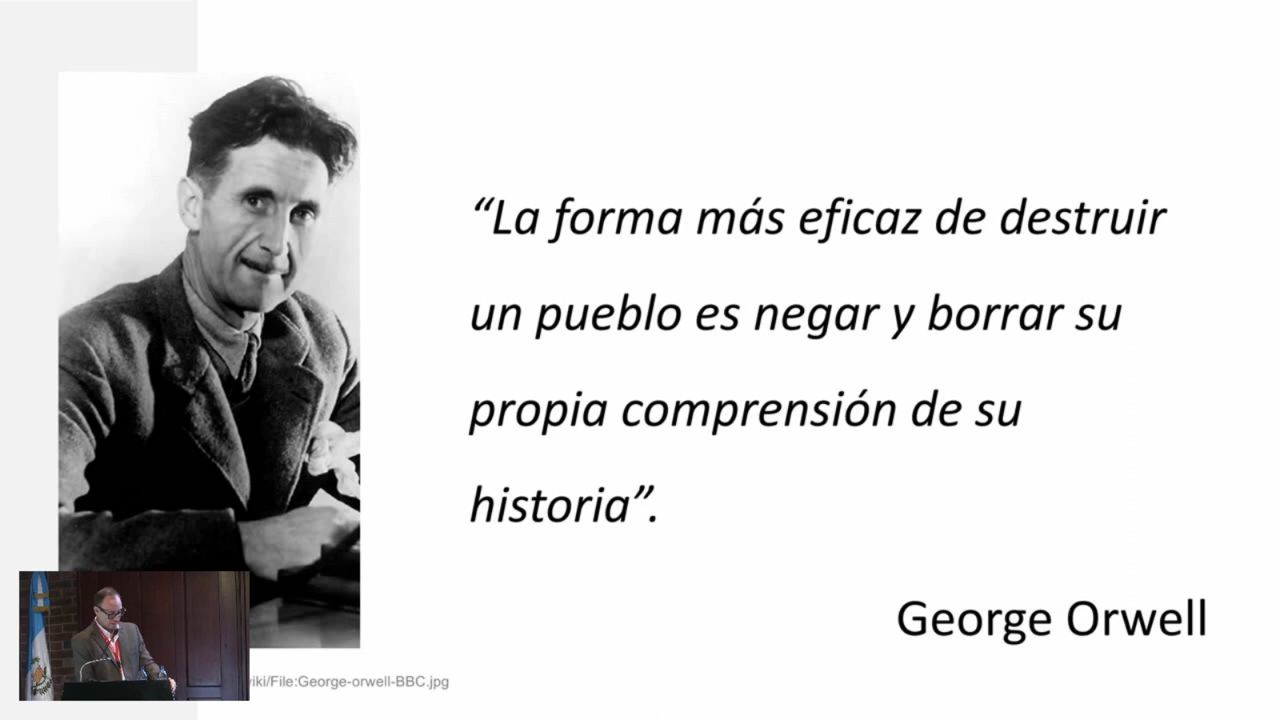 “La forma más eficaz de destruir
un pueblo es negar y borrar su
propia comprensión de su
historia”.
George Orwell
/File:George-orwell-BBC.jpg